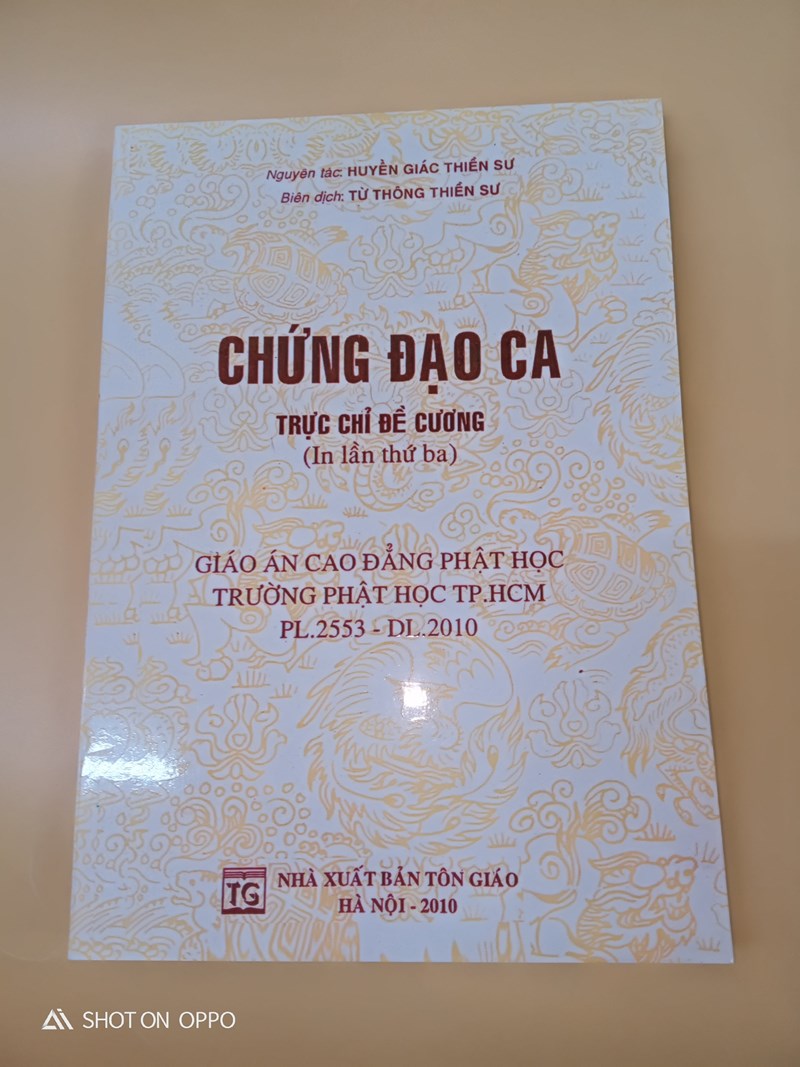 Nguyên tác: HUYỀN GIÁC THIỀN SƯ
Biên dịch: TỪ THÔNG THIỀN SƯ
CHỨNG ĐẠO CA
TRỰC CHỈ ĐỀ CƯƠNG
(In lần thứ ba)
GIÁO ÁN CAO ĐẲNG PHẬT HỌC
TRƯỜNG PHẬT HỌC TP.HCM
PL.2553 - DL.2010
TG
NHÀ XUẤT BẢN TÔN GIÁO
HÀ NỘI - 2010
SHOT ON OPPO